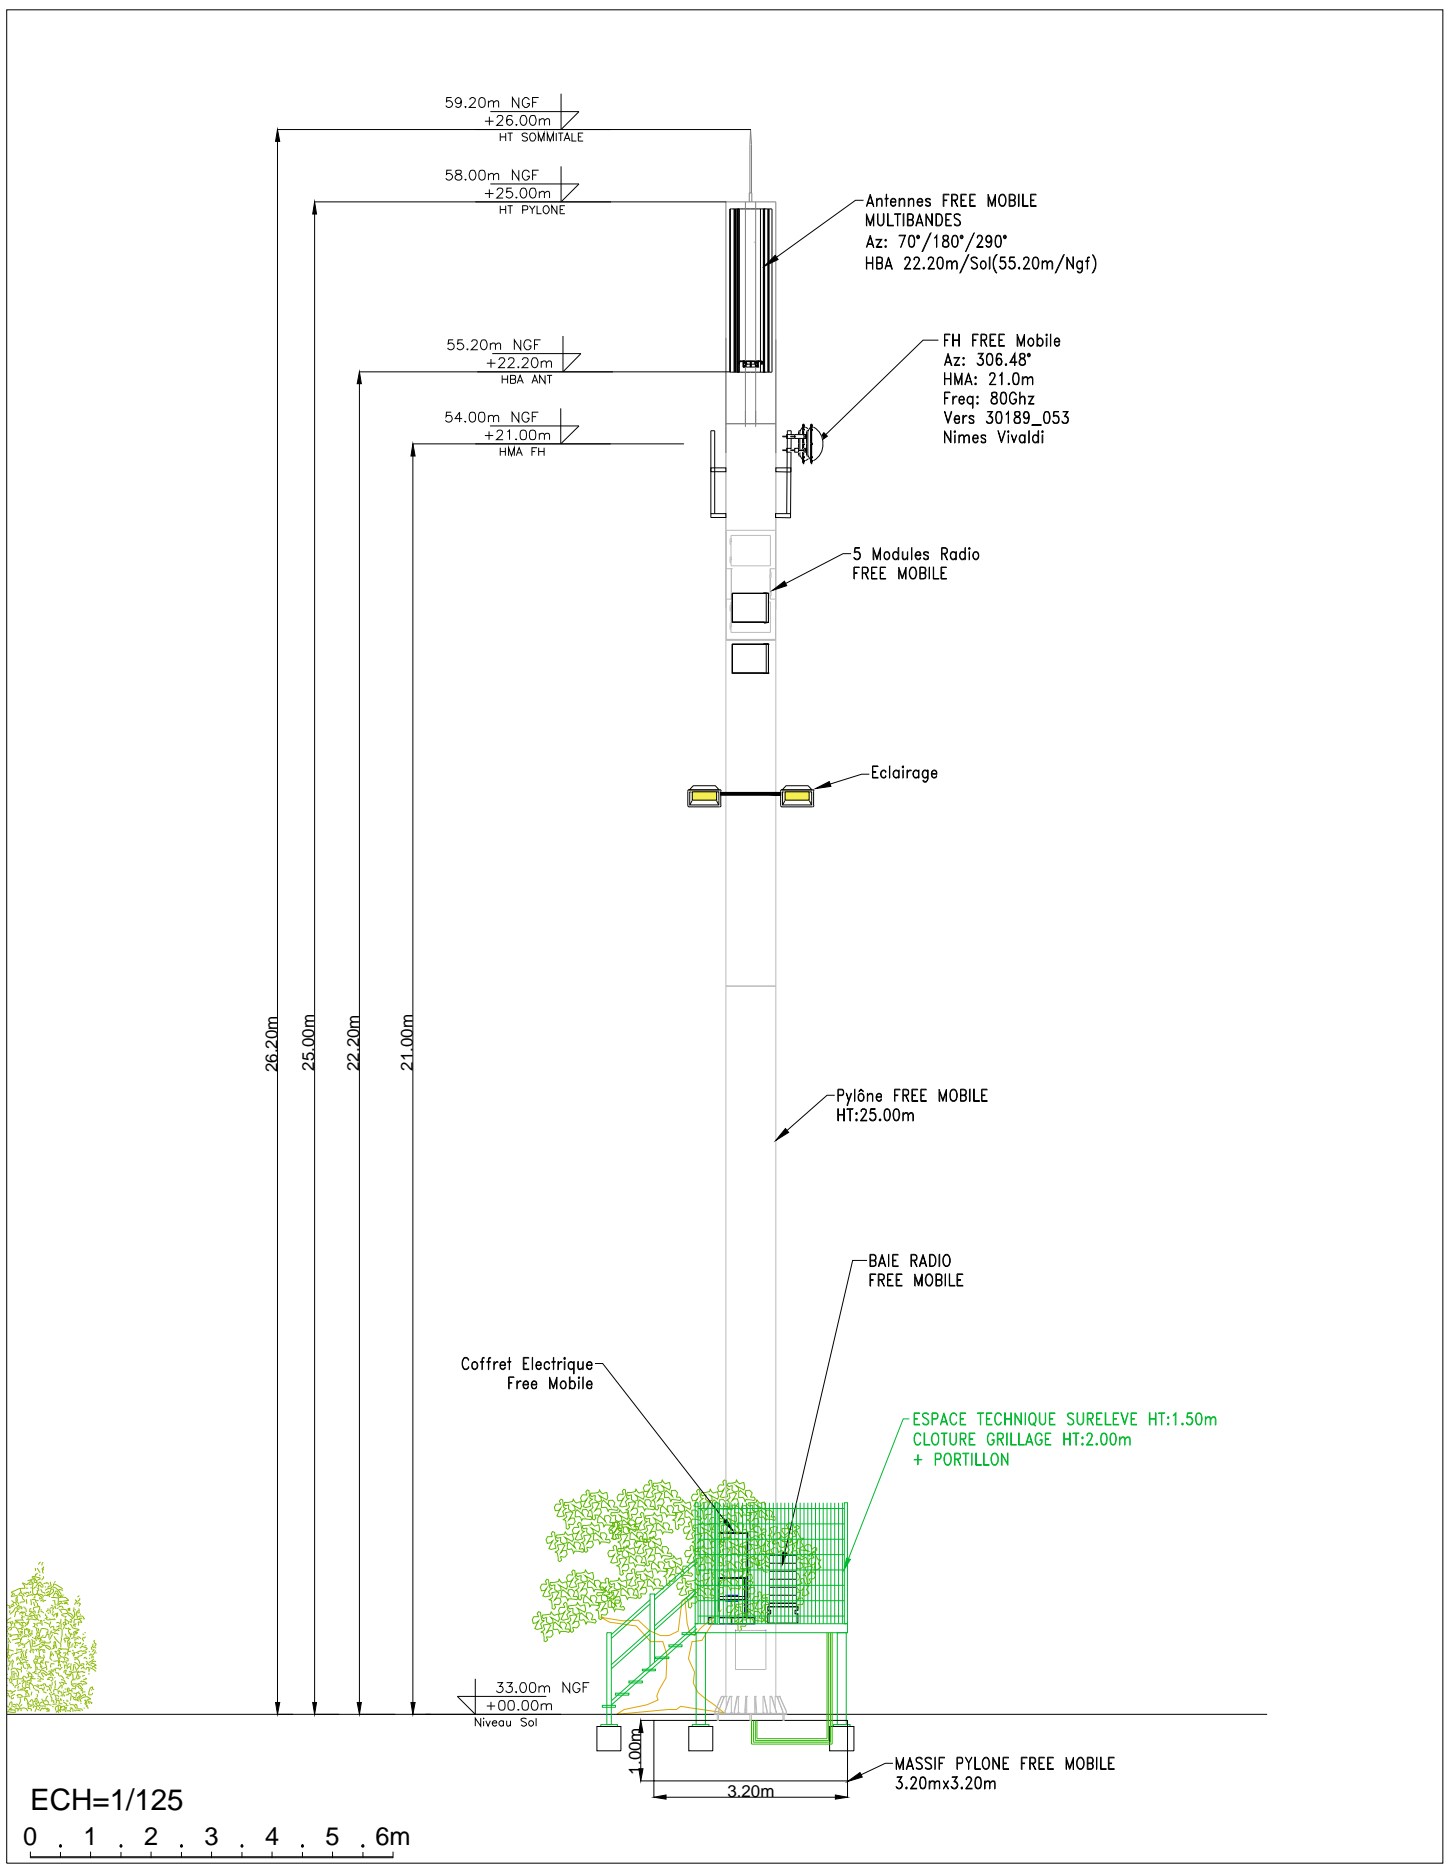 59.20m NGF
+26.00m
HT SOMMITALE
58.00m NGF
+25.00m
HT PYLONE
Antennes FREE MOBILE
MULTIBANDES
Az: 70°/180°/290°
HBA 22.20m/Sol(55.20m/Ngf)
55.20m NGF
+22.20m
HBA ANT
FH FREE Mobile
Az: 306.48°
HMA: 21.0m
Freq: 80Ghz
Vers 30189_053
Nimes Vivaldi
54.00m NGF
+21.00m
HMA FH
5 Modules Radio
FREE MOBILE
Eclairage
26.20m
25.00m
22.20m
21.00m
Pylône FREE MOBILE
HT:25.00m
BAIE RADIO
FREE MOBILE
Coffret Electrique
Free Mobile
ESPACE TECHNIQUE SURELEVE HT:1.50m
CLOTURE GRILLAGE HT:2.00m
+ PORTILLON
33.00m NGF
+00.00m
Niveau Sol
1.00m
3.20m
MASSIF PYLONE FREE MOBILE
3.20mx3.20m
ECH=1/125
0 . 1 . 2 . 3 . 4 . 5 . 6m